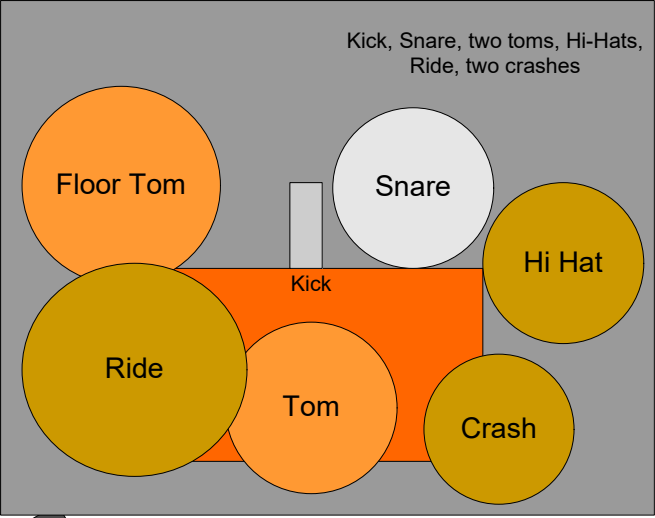 Kick, Snare, two toms, Hi-Hats,
Ride, two crashes
Floor Tom
Snare
Hi Hat
Kick
Ride
Tom
Crash